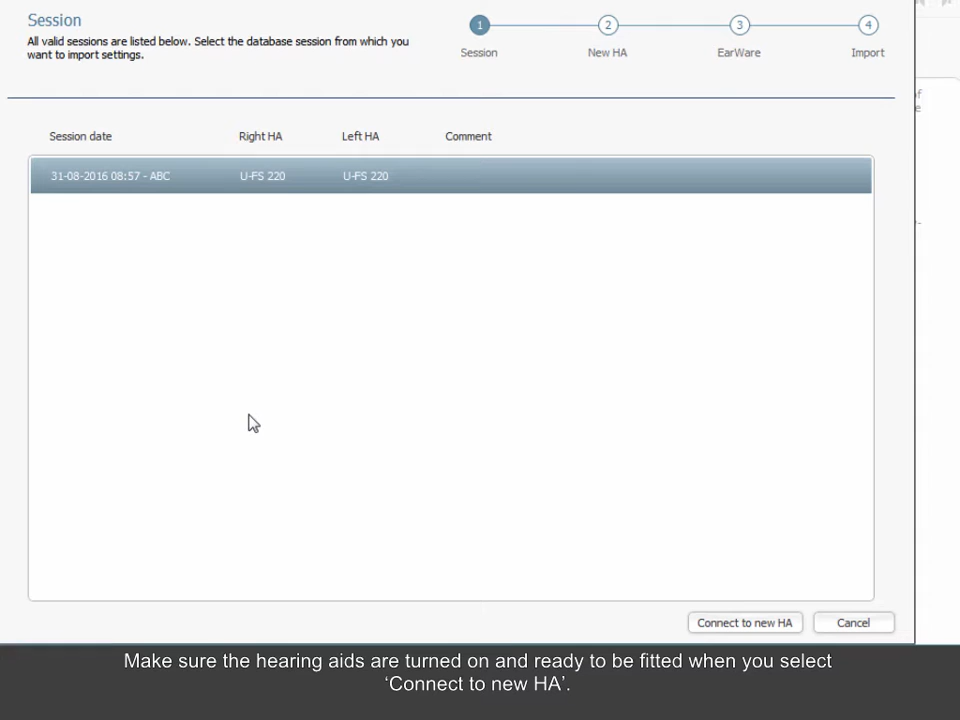 Session
All valid sessions are listed below. Select the database session from which you
want to import settings.
1
2
3
4
Session
New HA
EarWare
Import
Session date
Right HA
Left HA
Comment
31-08-2016 08:57 - ABC
U-FS 220
U-FS 220
Connect to new HA
Cancel
Make sure the hearing aids are turned on and ready to be fitted when you select
‘Connect to new HA’.